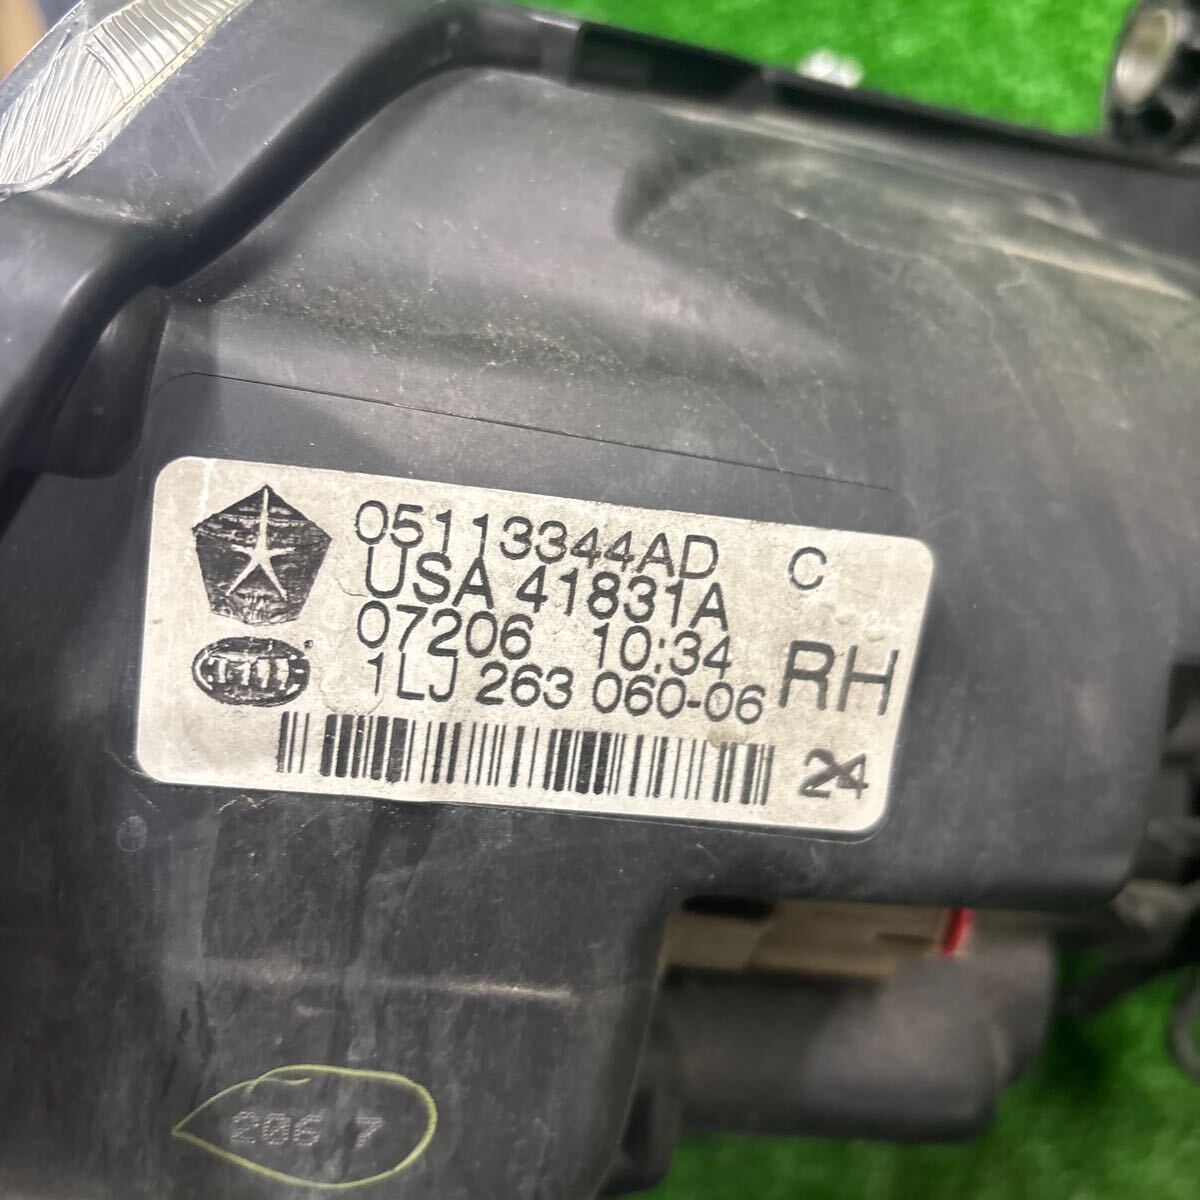 05113344AD C
USA 41831A
07206 10:34 RH
1LJ 263 060-06
24
206 7